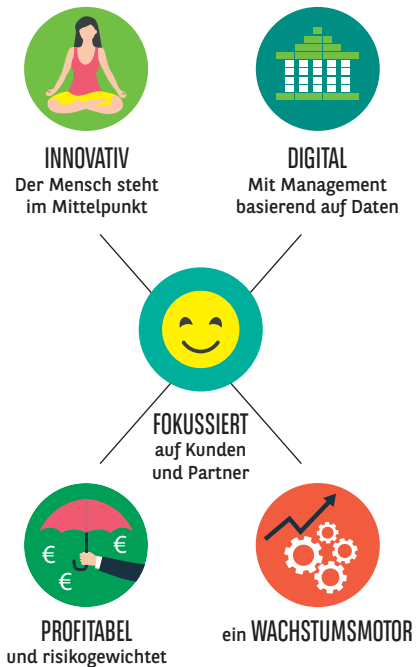 INNOVATIV
Der Mensch steht
im Mittelpunkt
DIGITAL
Mit Management
basierend auf Daten
FOKUSSIERT
auf Kunden
und Partner
€
€
€
PROFITABEL
und risikogewichtet
ein WACHSTUMSMOTOR